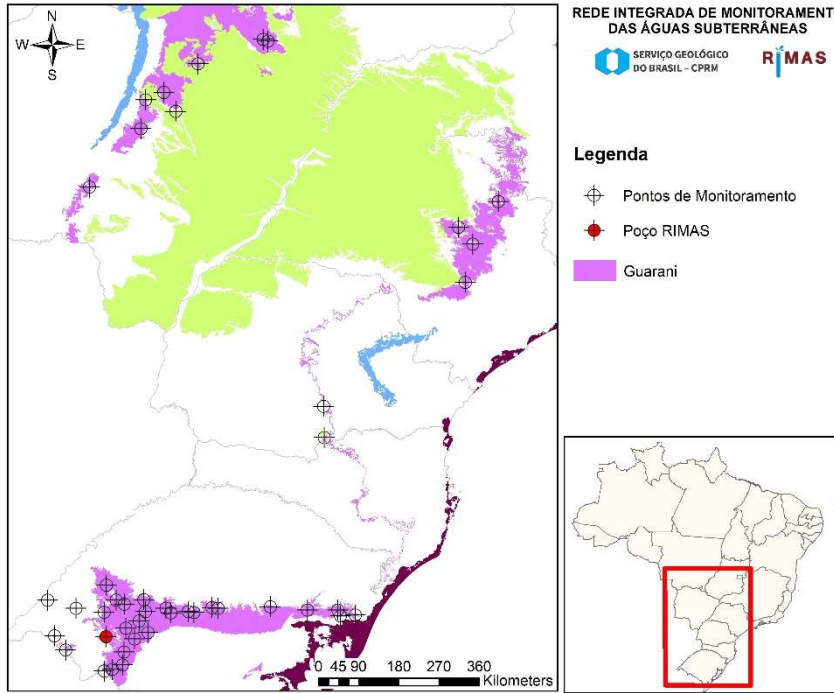 N
W E
S
0 45 90 180 270 360
Kilometers
REDE INTEGRADA DE MONITORAMENT
DAS ÁGUAS SUBTERRÂNEAS
SERVIÇO GEOLÓGICO
DO BRASIL – CPRM
RIMAS
Legenda
Pontos de Monitoramento
Poço RIMAS
Guarani